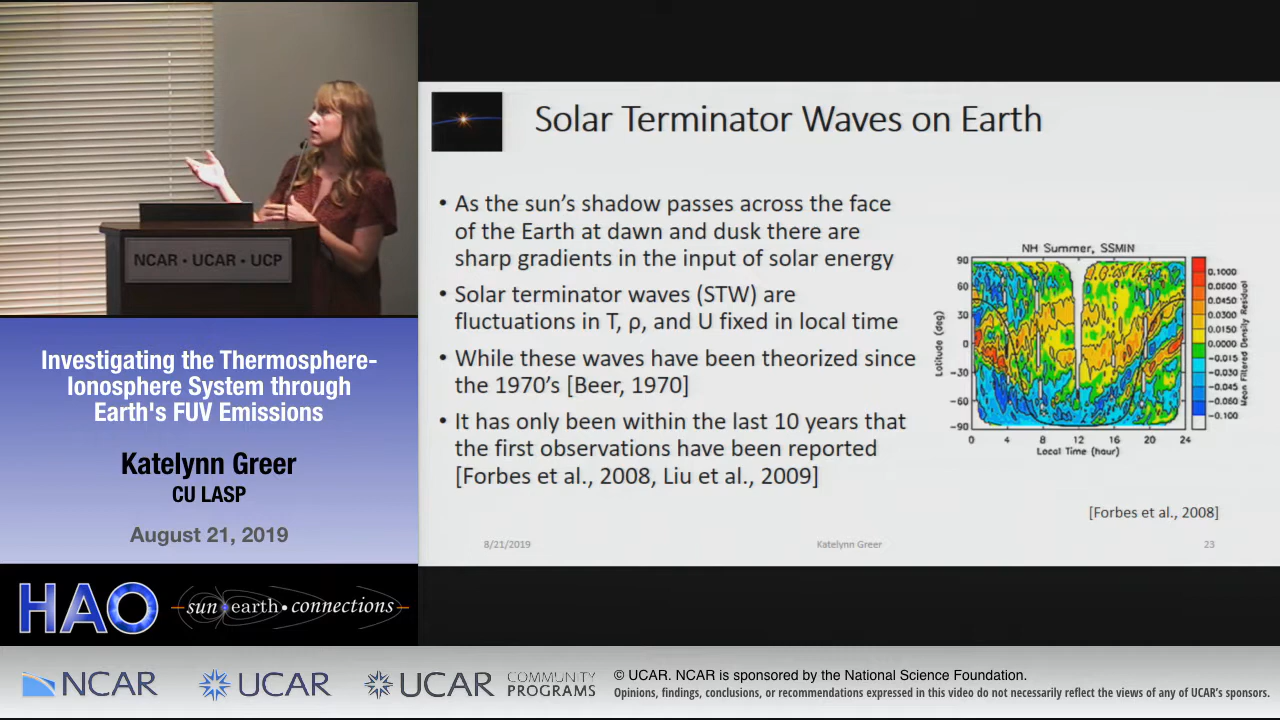 NCAR • UCAR • UCP
Investigating the Thermosphere-
Ionosphere System through
Earth's FUV Emissions
Katelynn Greer
CU LASP
August 21, 2019
HAO
sun•earth•connections
Solar Terminator Waves on Earth
• As the sun's shadow passes across the face
of the Earth at dawn and dusk there are
sharp gradients in the input of solar energy
• Solar terminator waves (STW) are
fluctuations in T, ρ, and U fixed in local time
• While these waves have been theorized since
the 1970's [Beer, 1970]
• It has only been within the last 10 years that
the first observations have been reported
[Forbes et al., 2008, Liu et al., 2009]
NH Summer, SSMIN
90
60
30
0
-30
-60
-90
Latitude (deg)
0 4 8 12 16 20 24
Local Time (hour)
0.1000
0.0600
0.0450
0.0300
0.0150
0.0000
-0.015
-0.030
-0.045
-0.060
-0.100
Mean Filtered Density Residual
[Forbes et al., 2008]
8/21/2019
Katelynn Greer
23
NCAR
UCAR
UCAR
COMMUNITY
PROGRAMS
© UCAR. NCAR is sponsored by the National Science Foundation.
Opinions, findings, conclusions, or recommendations expressed in this video do not necessarily reflect the views of any of UCAR's sponsors.